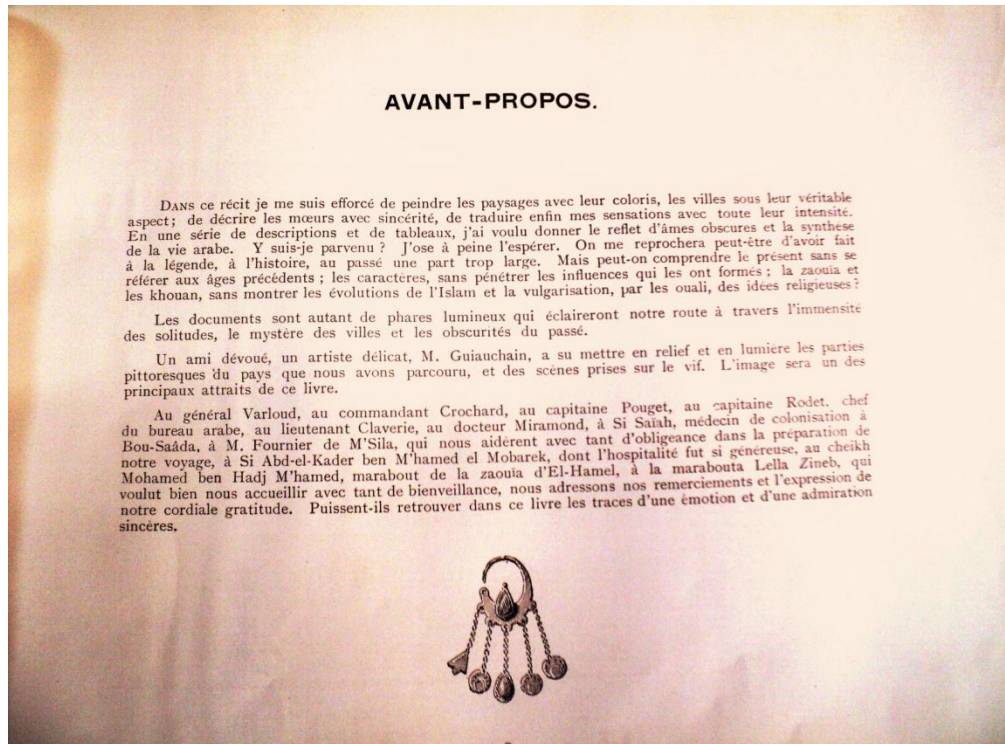 AVANT-PROPOS.
DANS ce récit je me suis efforcé de peindre les paysages avec leur coloris, les villes sous leur véritable
aspect; de décrire les mœurs avec sincérité, de traduire enfin mes sensations avec toute leur intensité.
En une série de descriptions et de tableaux, j'ai voulu donner le reflet d'âmes obscures et la synthèse
de la vie arabe. Y suis-je parvenu ? J'ose à peine l'espérer. On me reprochera peut-être d'avoir fait
à la légende, à l'histoire, au passé une part trop large. Mais peut-on comprendre le présent sans se
référer aux âges précédents ; les caractères, sans pénétrer les influences qui les ont formés ; la zaouïa et
les khouan, sans montrer les évolutions de l'Islam et la vulgarisation, par les ouali, des idées religieuses ?
Les documents sont autant de phares lumineux qui éclaireront notre route à travers l'immensité
des solitudes, le mystère des villes et les obscurités du passé.
Un ami dévoué, un artiste délicat, M. Guiauchain, a su mettre en relief et en lumière les parties
pittoresques du pays que nous avons parcouru, et des scènes prises sur le vif. L'image sera un des
principaux attraits de ce livre.
Au général Varloud, au commandant Crochard, au capitaine Pouget, au capitaine Rodet, chef
du bureau arabe, au lieutenant Claverie, au docteur Miramond, à Si Saïah, médecin de colonisation à
Bou-Saâda, à M. Fournier de M'Sila, qui nous aidèrent avec tant d'obligeance dans la préparation de
notre voyage, à Si Abd-el-Kader ben M'hamed el Mobarek, dont l'hospitalité fut si généreuse, au cheikh
Mohamed ben Hadj M'hamed, marabout de la zaouïa d'El-Hamel, à la marabouta Lella Zineb, qui
voulut bien nous accueillir avec tant de bienveillance, nous adressons nos remerciements et l'expression de
notre cordiale gratitude. Puissent-ils retrouver dans ce livre les traces d'une émotion et d'une admiration
sincères.